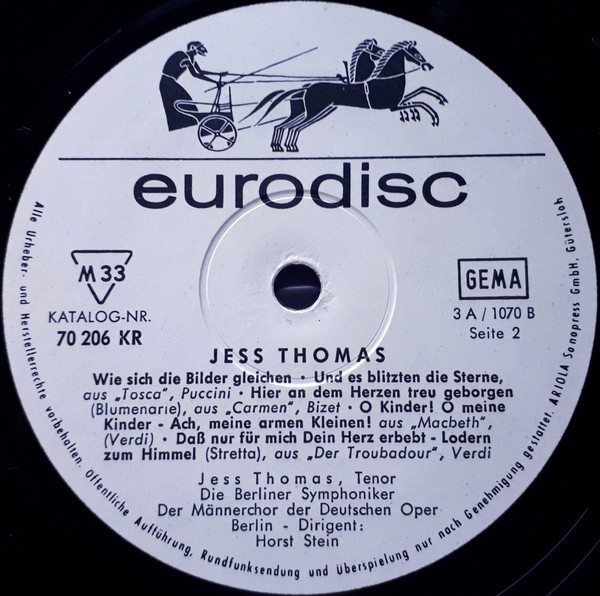 eurodisc
M 33
KATALOG-NR.
70 206 KR
GEMA
3 A / 1070 B
Seite 2
JESS THOMAS
Wie sich die Bilder gleichen · Und es blitzten die Sterne,
aus „Tosca", Puccini · Hier an dem Herzen treu geborgen
(Blumenarie), aus „Carmen", Bizet · O Kinder! O meine
Kinder - Ach, meine armen Kleinen! aus „Macbeth",
(Verdi) · Daß nur für mich Dein Herz erbebt - Lodern
zum Himmel (Stretta), aus „Der Troubadour", Verdi
Jess Thomas, Tenor
Die Berliner Symphoniker
Der Männerchor der Deutschen Oper
Berlin - Dirigent:
Horst Stein
Alle Urheber- und Herstellerrechte vorbehalten. Öffentliche Aufführung, Rundfunksendung und Überspielung nur nach Genehmigung gestattet. ARIOLA Sonopress GmbH, Gütersloh